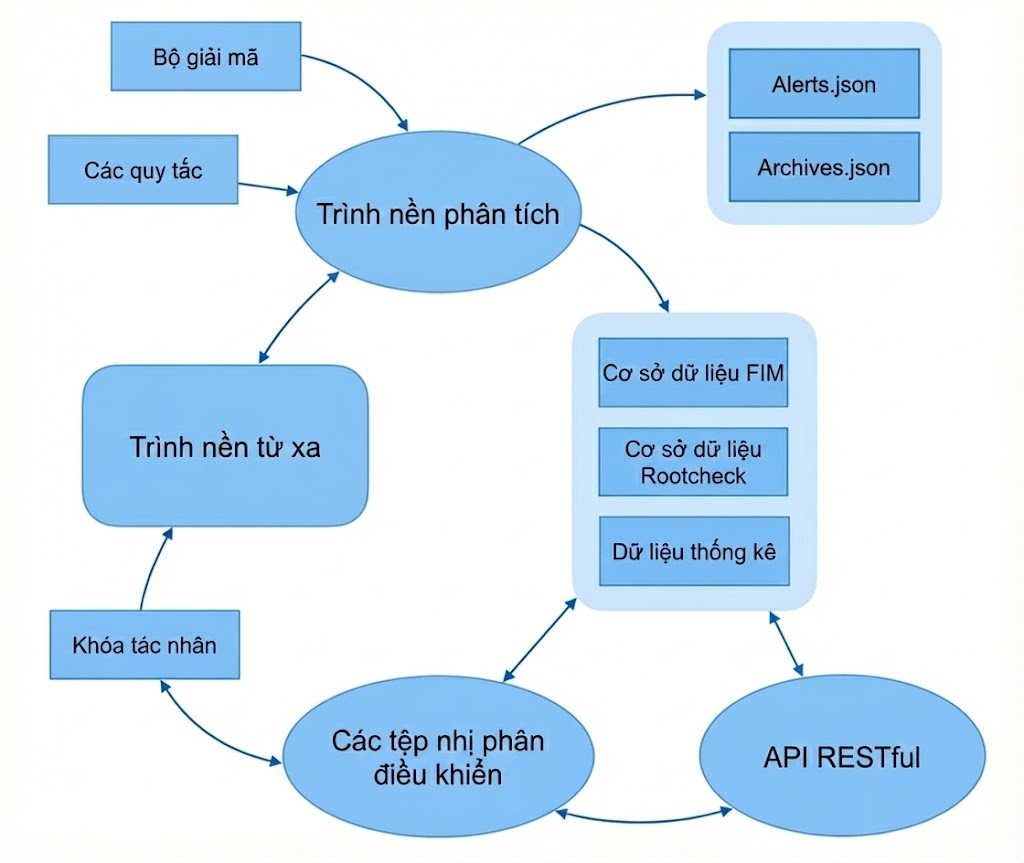 Bộ giải mã
Alerts.json
Các quy tắc
Archives.json
Trình nền phân tích
Cơ sở dữ liệu FIM
Trình nền từ xa
Cơ sở dữ liệu
Rootcheck
Dữ liệu thống kê
Khóa tác nhân
Các tệp nhị phân
điều khiển
API RESTful